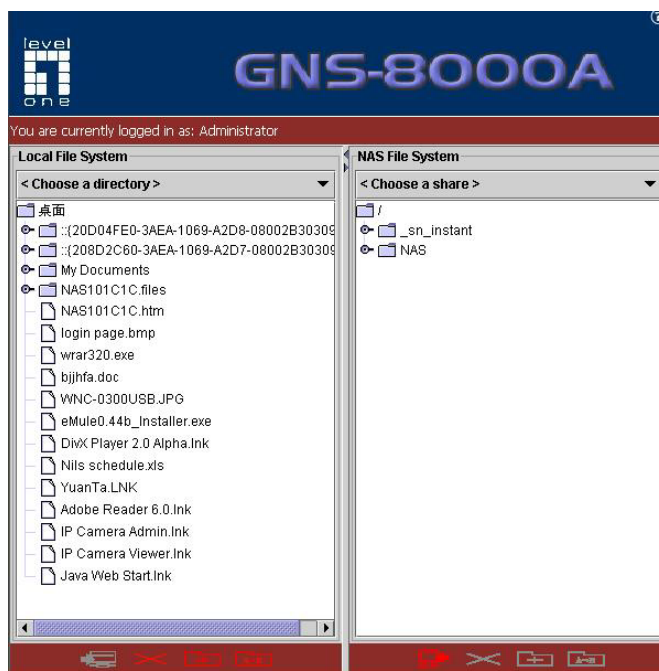 level
one
GNS-8000A
You are currently logged in as: Administrator
Local File System
< Choose a directory >
桌面
::{20D04FE0-3AEA-1069-A2D8-08002B30309
::{208D2C60-3AEA-1069-A2D7-08002B30309
My Documents
NAS101C1C.files
NAS101C1C.htm
login page.bmp
wrar320.exe
bjjhfa.doc
WNC-0300USB.JPG
eMule0.44b_Installer.exe
DivX Player 2.0 Alpha.lnk
Nils schedule.xls
YuanTa.LNK
Adobe Reader 6.0.lnk
IP Camera Admin.lnk
IP Camera Viewer.lnk
Java Web Start.lnk
NAS File System
< Choose a share >
/
_sn_instant
NAS